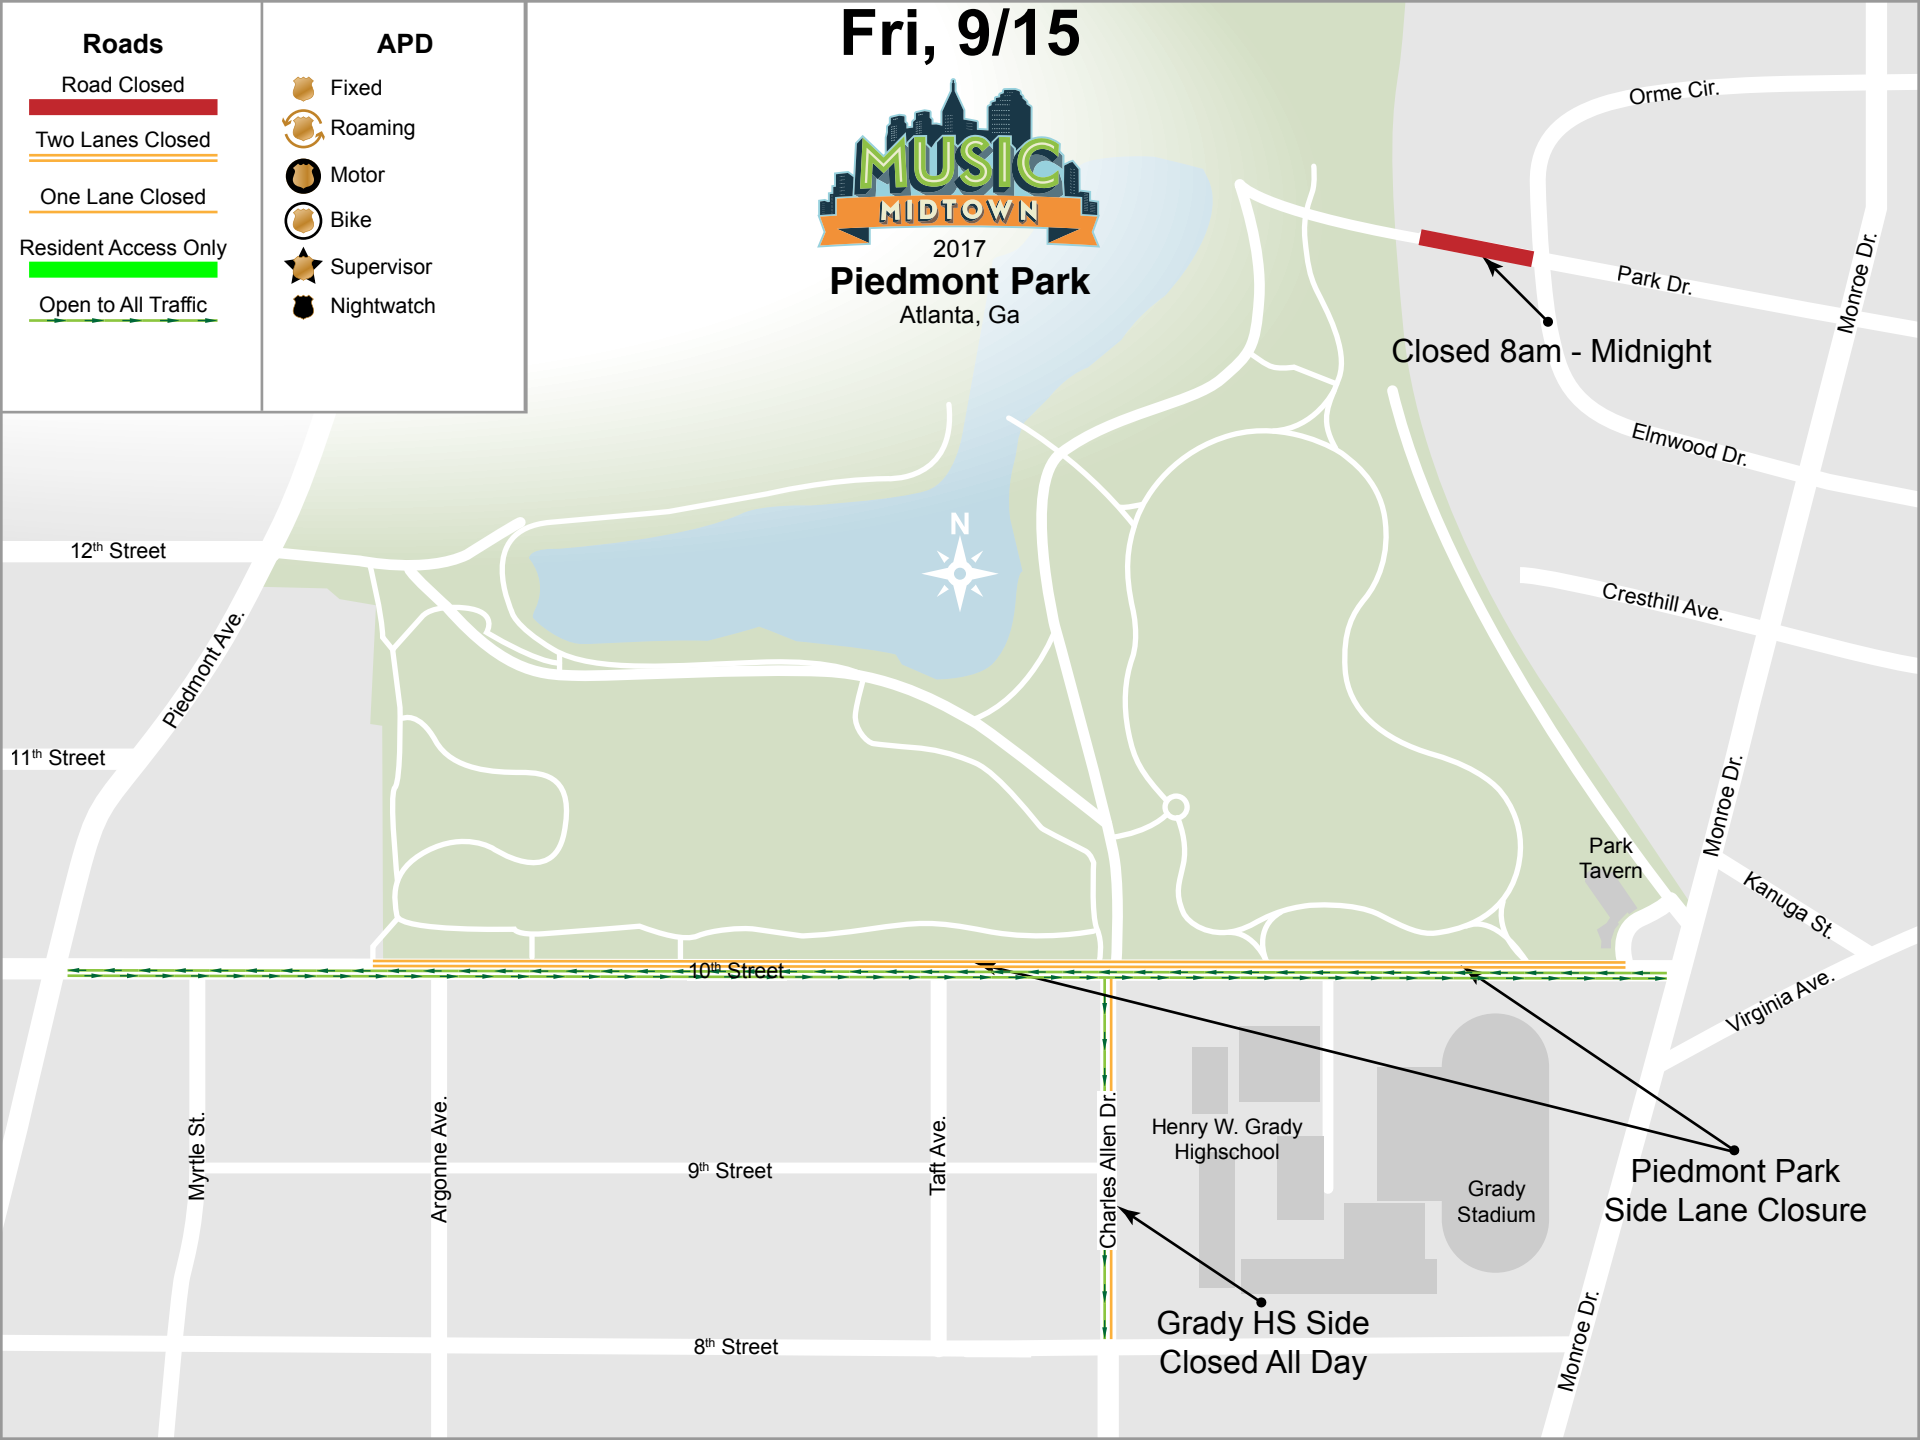 Fri, 9/15
MUSIC
MIDTOWN
2017
Piedmont Park
Atlanta, Ga
Roads
Road Closed
Two Lanes Closed
One Lane Closed
Resident Access Only
Open to All Traffic
APD
Fixed
Roaming
Motor
Bike
Supervisor
Nightwatch
Orme Cir.
Park Dr.
Monroe Dr.
Closed 8am - Midnight
Elmwood Dr.
N
12th Street
Cresthill Ave.
Piedmont Ave.
11th Street
Monroe Dr.
Park
Tavern
Kanuga St.
10th Street
Virginia Ave.
Myrtle St.
Argonne Ave.
9th Street
Taft Ave.
Charles Allen Dr.
Henry W. Grady
Highschool
Grady
Stadium
Piedmont Park
Side Lane Closure
Grady HS Side
Closed All Day
8th Street
Monroe Dr.